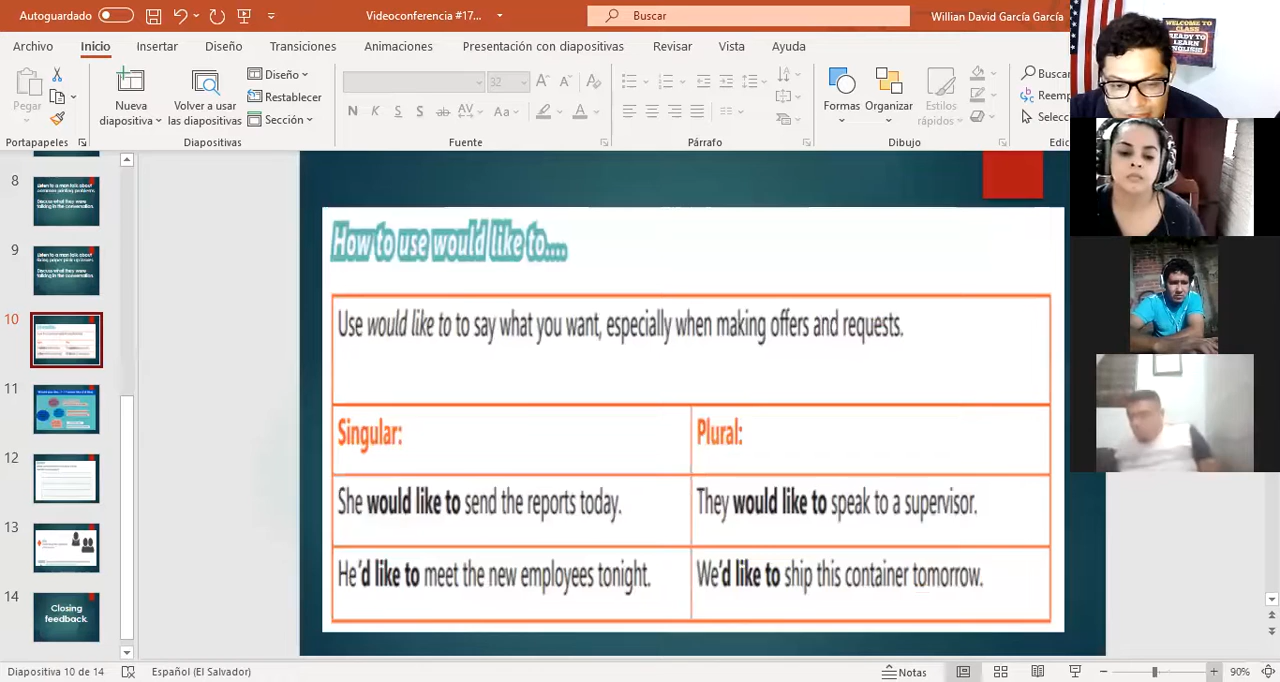 Autoguardado
Videoconferencia #17...
Buscar
Willian David García García
Archivo Inicio Insertar Diseño Transiciones Animaciones Presentación con diapositivas Revisar Vista Ayuda
Pegar
Nueva diapositiva
Volver a usar las diapositivas
Diseño
Restablecer
Sección
32
N K S S ab AV Aa A
Formas
Organizar
Estilos rápidos
Buscar
Reemp
Selecc
Portapapeles
Diapositivas
Fuente
Párrafo
Dibujo
Edic
WELCOME TO
CLASS
READY TO
LEARN
ENGLISH!
8
9
10
11
12
13
14
Closing
feedback.
How to use would like to....
Use would like to to say what you want, especially when making offers and requests.
Singular:
Plural:
She would like to send the reports today.
They would like to speak to a supervisor.
He'd like to meet the new employees tonight.
We'd like to ship this container tomorrow.
Diapositiva 10 de 14
Español (El Salvador)
Notas
90%